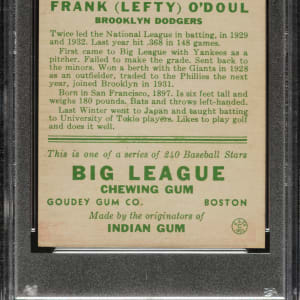 FRANK (LEFTY) O'DOUL
BROOKLYN DODGERS
Twice led the National League in batting, in 1929
and 1932. Last year hit .368 in 148 games.
First came to Big League with Yankees as a
pitcher. Failed to make the grade. Sent back to
the minors. Won a berth with the Giants in 1928
as an outfielder, traded to the Phillies the next
year, joined Brooklyn in 1931.
Born in San Francisco, 1897. Is six feet tall and
weighs 180 pounds. Bats and throws left-handed.
Last Winter went to Japan and taught batting
to University of Tokio players. Likes to play golf
and does it well.
This is one of a series of 240 Baseball Stars
BIG LEAGUE
CHEWING GUM
GOUDEY GUM CO. BOSTON
Made by the originators of
INDIAN GUM